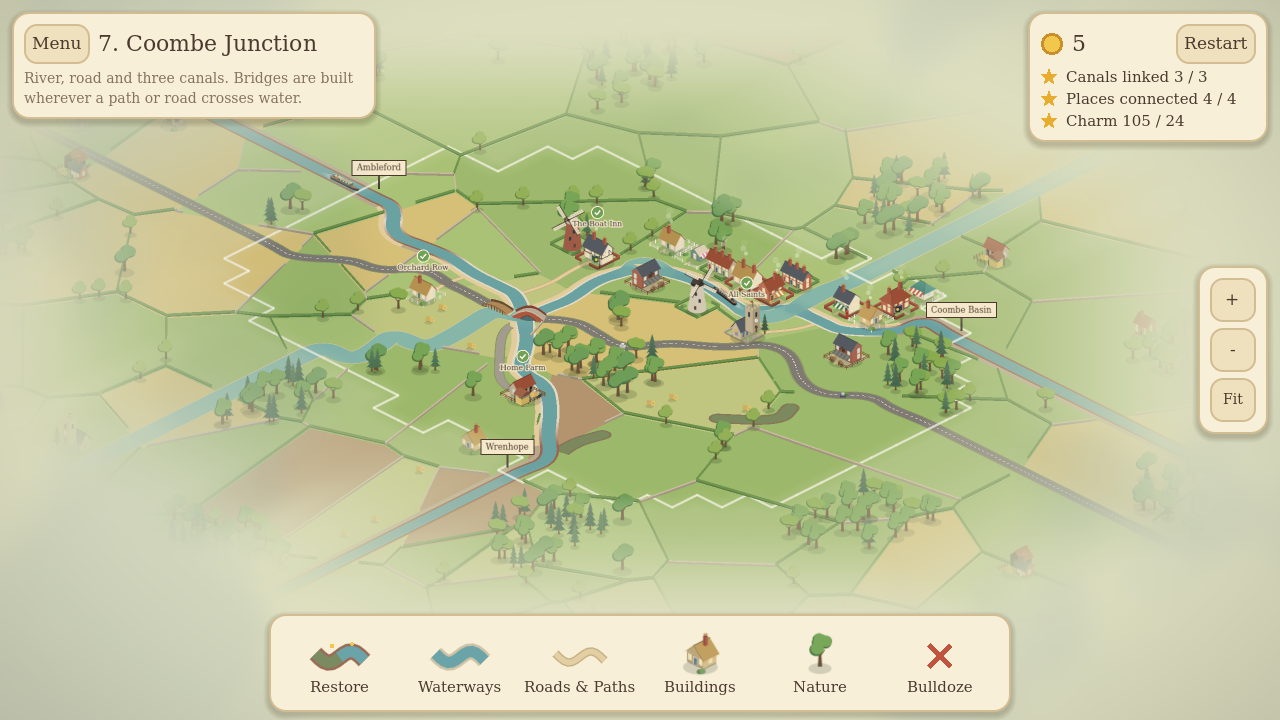 Menu
7. Coombe Junction
River, road and three canals. Bridges are built
wherever a path or road crosses water.
5
Restart
Canals linked 3 / 3
Places connected 4 / 4
Charm 105 / 24
Ambleford
The Boat Inn
Orchard Row
All Saints
Coombe Basin
Home Farm
Wrenhope
+
-
Fit
Restore
Waterways
Roads & Paths
Buildings
Nature
Bulldoze